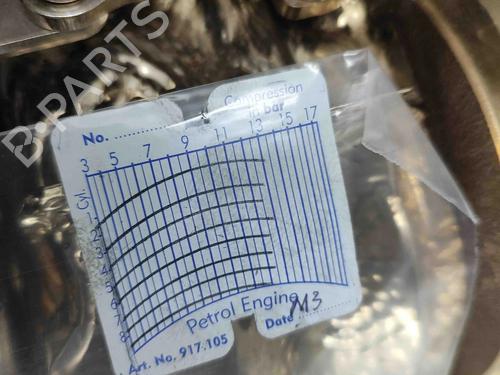 B-PARTS
No. ..................
Compression
in bar
3 5 7 9 11 13 15 17
Cyl.
1
2
3
4
5
6
7
8
Petrol Engine
Art. No. 917.105
Date M3